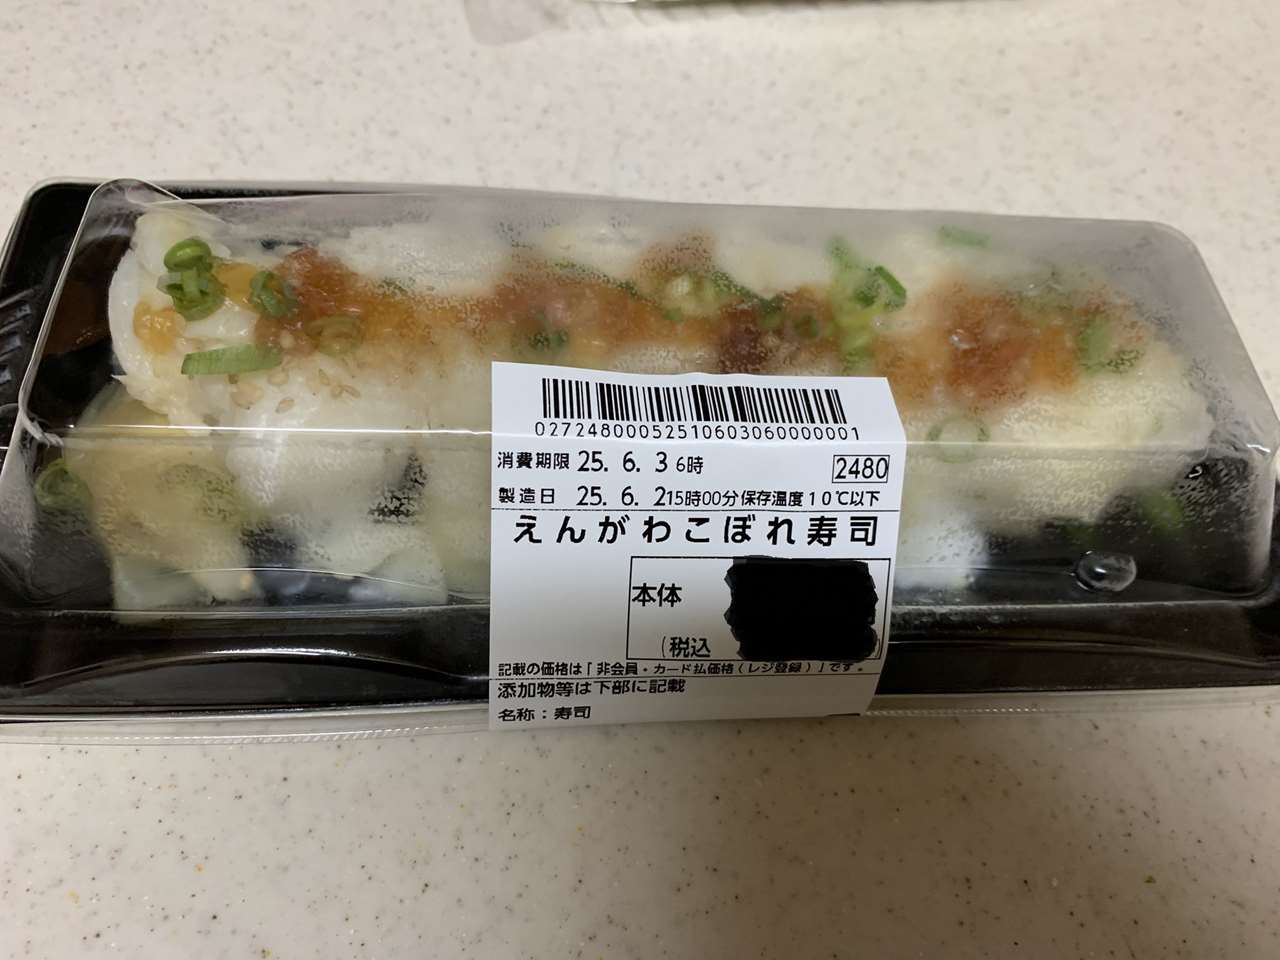 0272480005251060306000​0001
消費期限 25. 6. 3 6時 2480
製造日 25. 6. 2 15時00分 保存温度10℃以下
えんがわこぼれ寿司
本体
(税込 )
記載の価格は「非会員・カード払価格(レジ登録)」です。
添加物等は下部に記載
名称:寿司